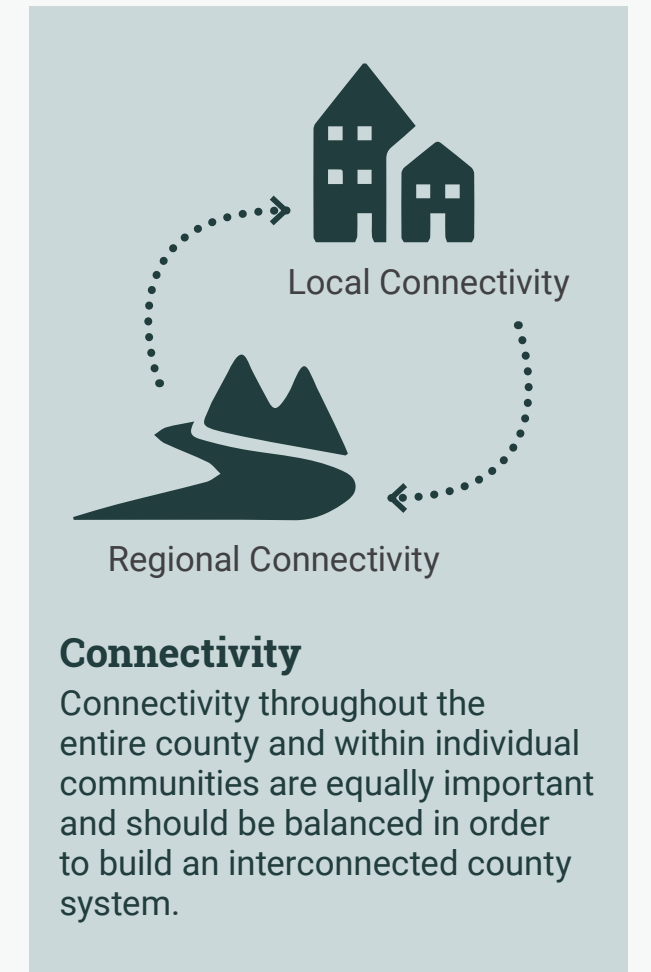 Local Connectivity
Regional Connectivity
Connectivity
Connectivity throughout the
entire county and within individual
communities are equally important
and should be balanced in order
to build an interconnected county
system.